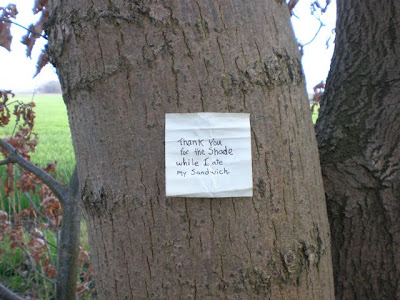 Thank You
for the Shade
while I ate
my Sandwich.